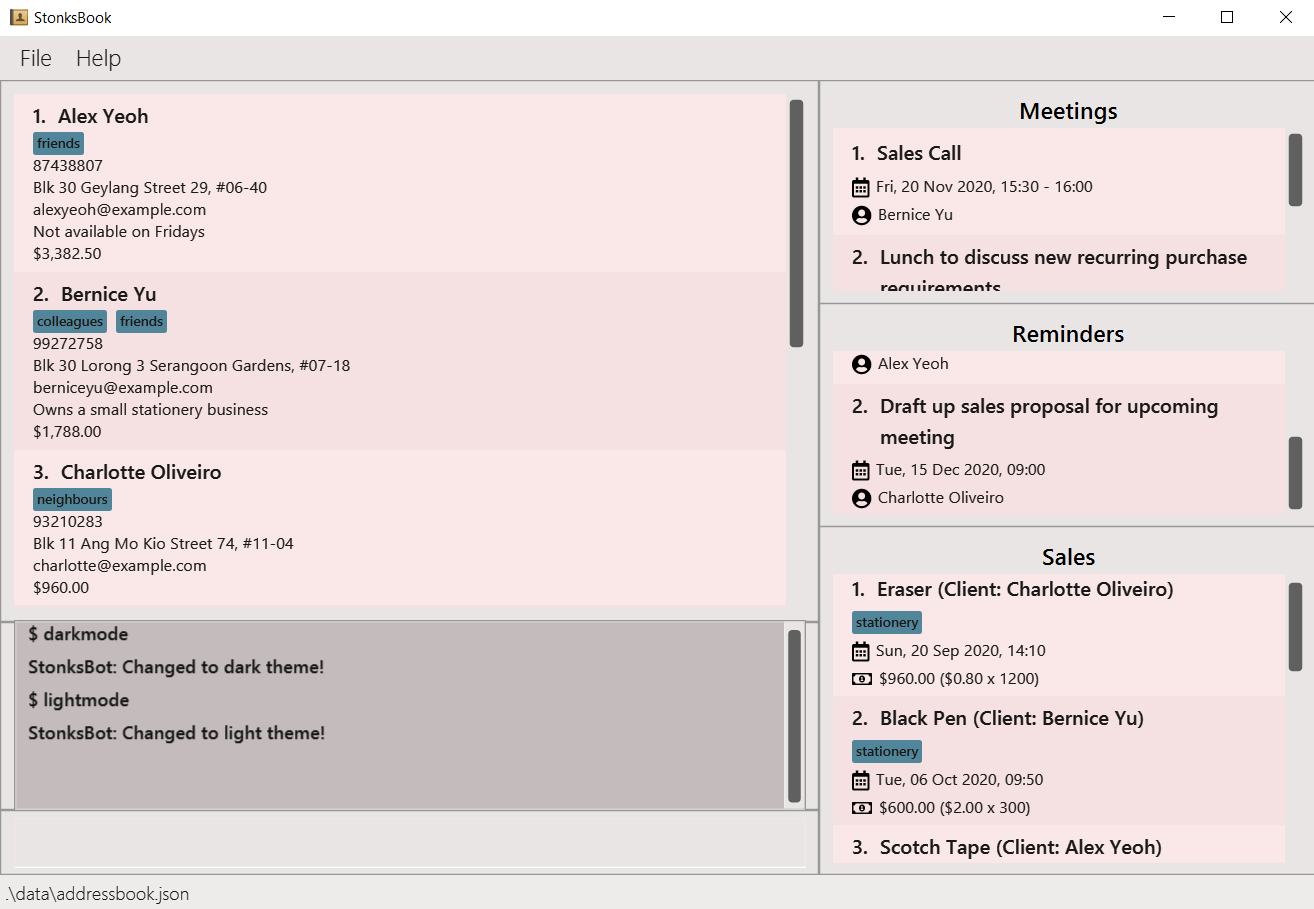 StonksBook
File Help
1. Alex Yeoh
friends
87438807
Blk 30 Geylang Street 29, #06-40
alexyeoh@example.com
Not available on Fridays
$3,382.50
2. Bernice Yu
colleagues friends
99272758
Blk 30 Lorong 3 Serangoon Gardens, #07-18
berniceyu@example.com
Owns a small stationery business
$1,788.00
3. Charlotte Oliveiro
neighbours
93210283
Blk 11 Ang Mo Kio Street 74, #11-04
charlotte@example.com
$960.00
$ darkmode
StonksBot: Changed to dark theme!
$ lightmode
StonksBot: Changed to light theme!
Meetings
1. Sales Call
Fri, 20 Nov 2020, 15:30 - 16:00
Bernice Yu
2. Lunch to discuss new recurring purchase
requirements
Reminders
Alex Yeoh
2. Draft up sales proposal for upcoming
meeting
Tue, 15 Dec 2020, 09:00
Charlotte Oliveiro
Sales
1. Eraser (Client: Charlotte Oliveiro)
stationery
Sun, 20 Sep 2020, 14:10
$960.00 ($0.80 x 1200)
2. Black Pen (Client: Bernice Yu)
stationery
Tue, 06 Oct 2020, 09:50
$600.00 ($2.00 x 300)
3. Scotch Tape (Client: Alex Yeoh)
.\data\addressbook.json